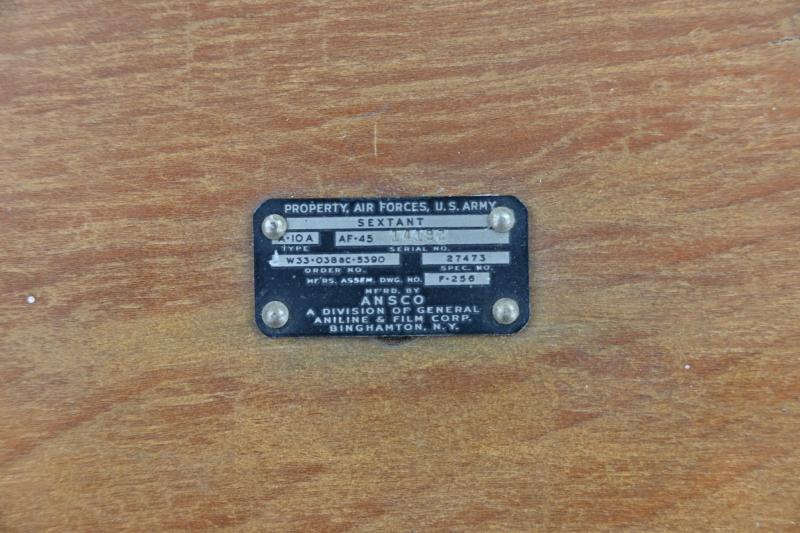 PROPERTY, AIR FORCES, U.S. ARMY
SEXTANT
A-10A AF-45 14192
TYPE SERIAL NO.
W33-038ac-5390 27473
ORDER NO. SPEC. NO.
MF'RS. ASSEM. DWG. NO. F-256
MF'RD. BY
ANSCO
A DIVISION OF GENERAL
ANILINE & FILM CORP.
BINGHAMTON, N.Y.